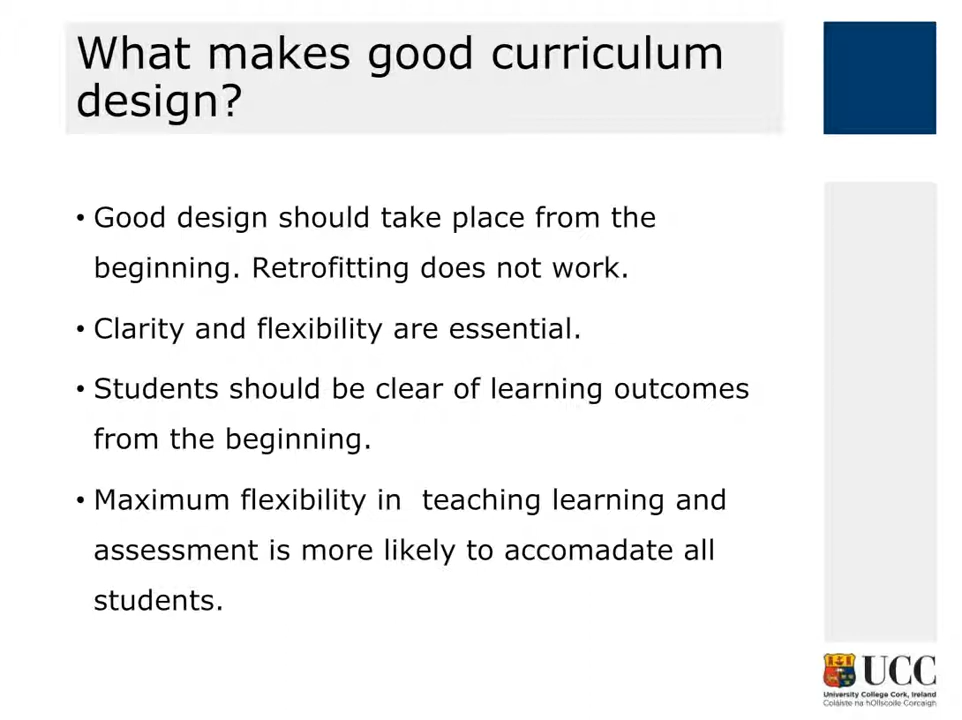 What makes good curriculum
design?
• Good design should take place from the
beginning. Retrofitting does not work.
• Clarity and flexibility are essential.
• Students should be clear of learning outcomes
from the beginning.
• Maximum flexibility in  teaching learning and
assessment is more likely to accomadate all
students.
UCC
University College Cork, Ireland
Coláiste na hOllscoile Corcaigh